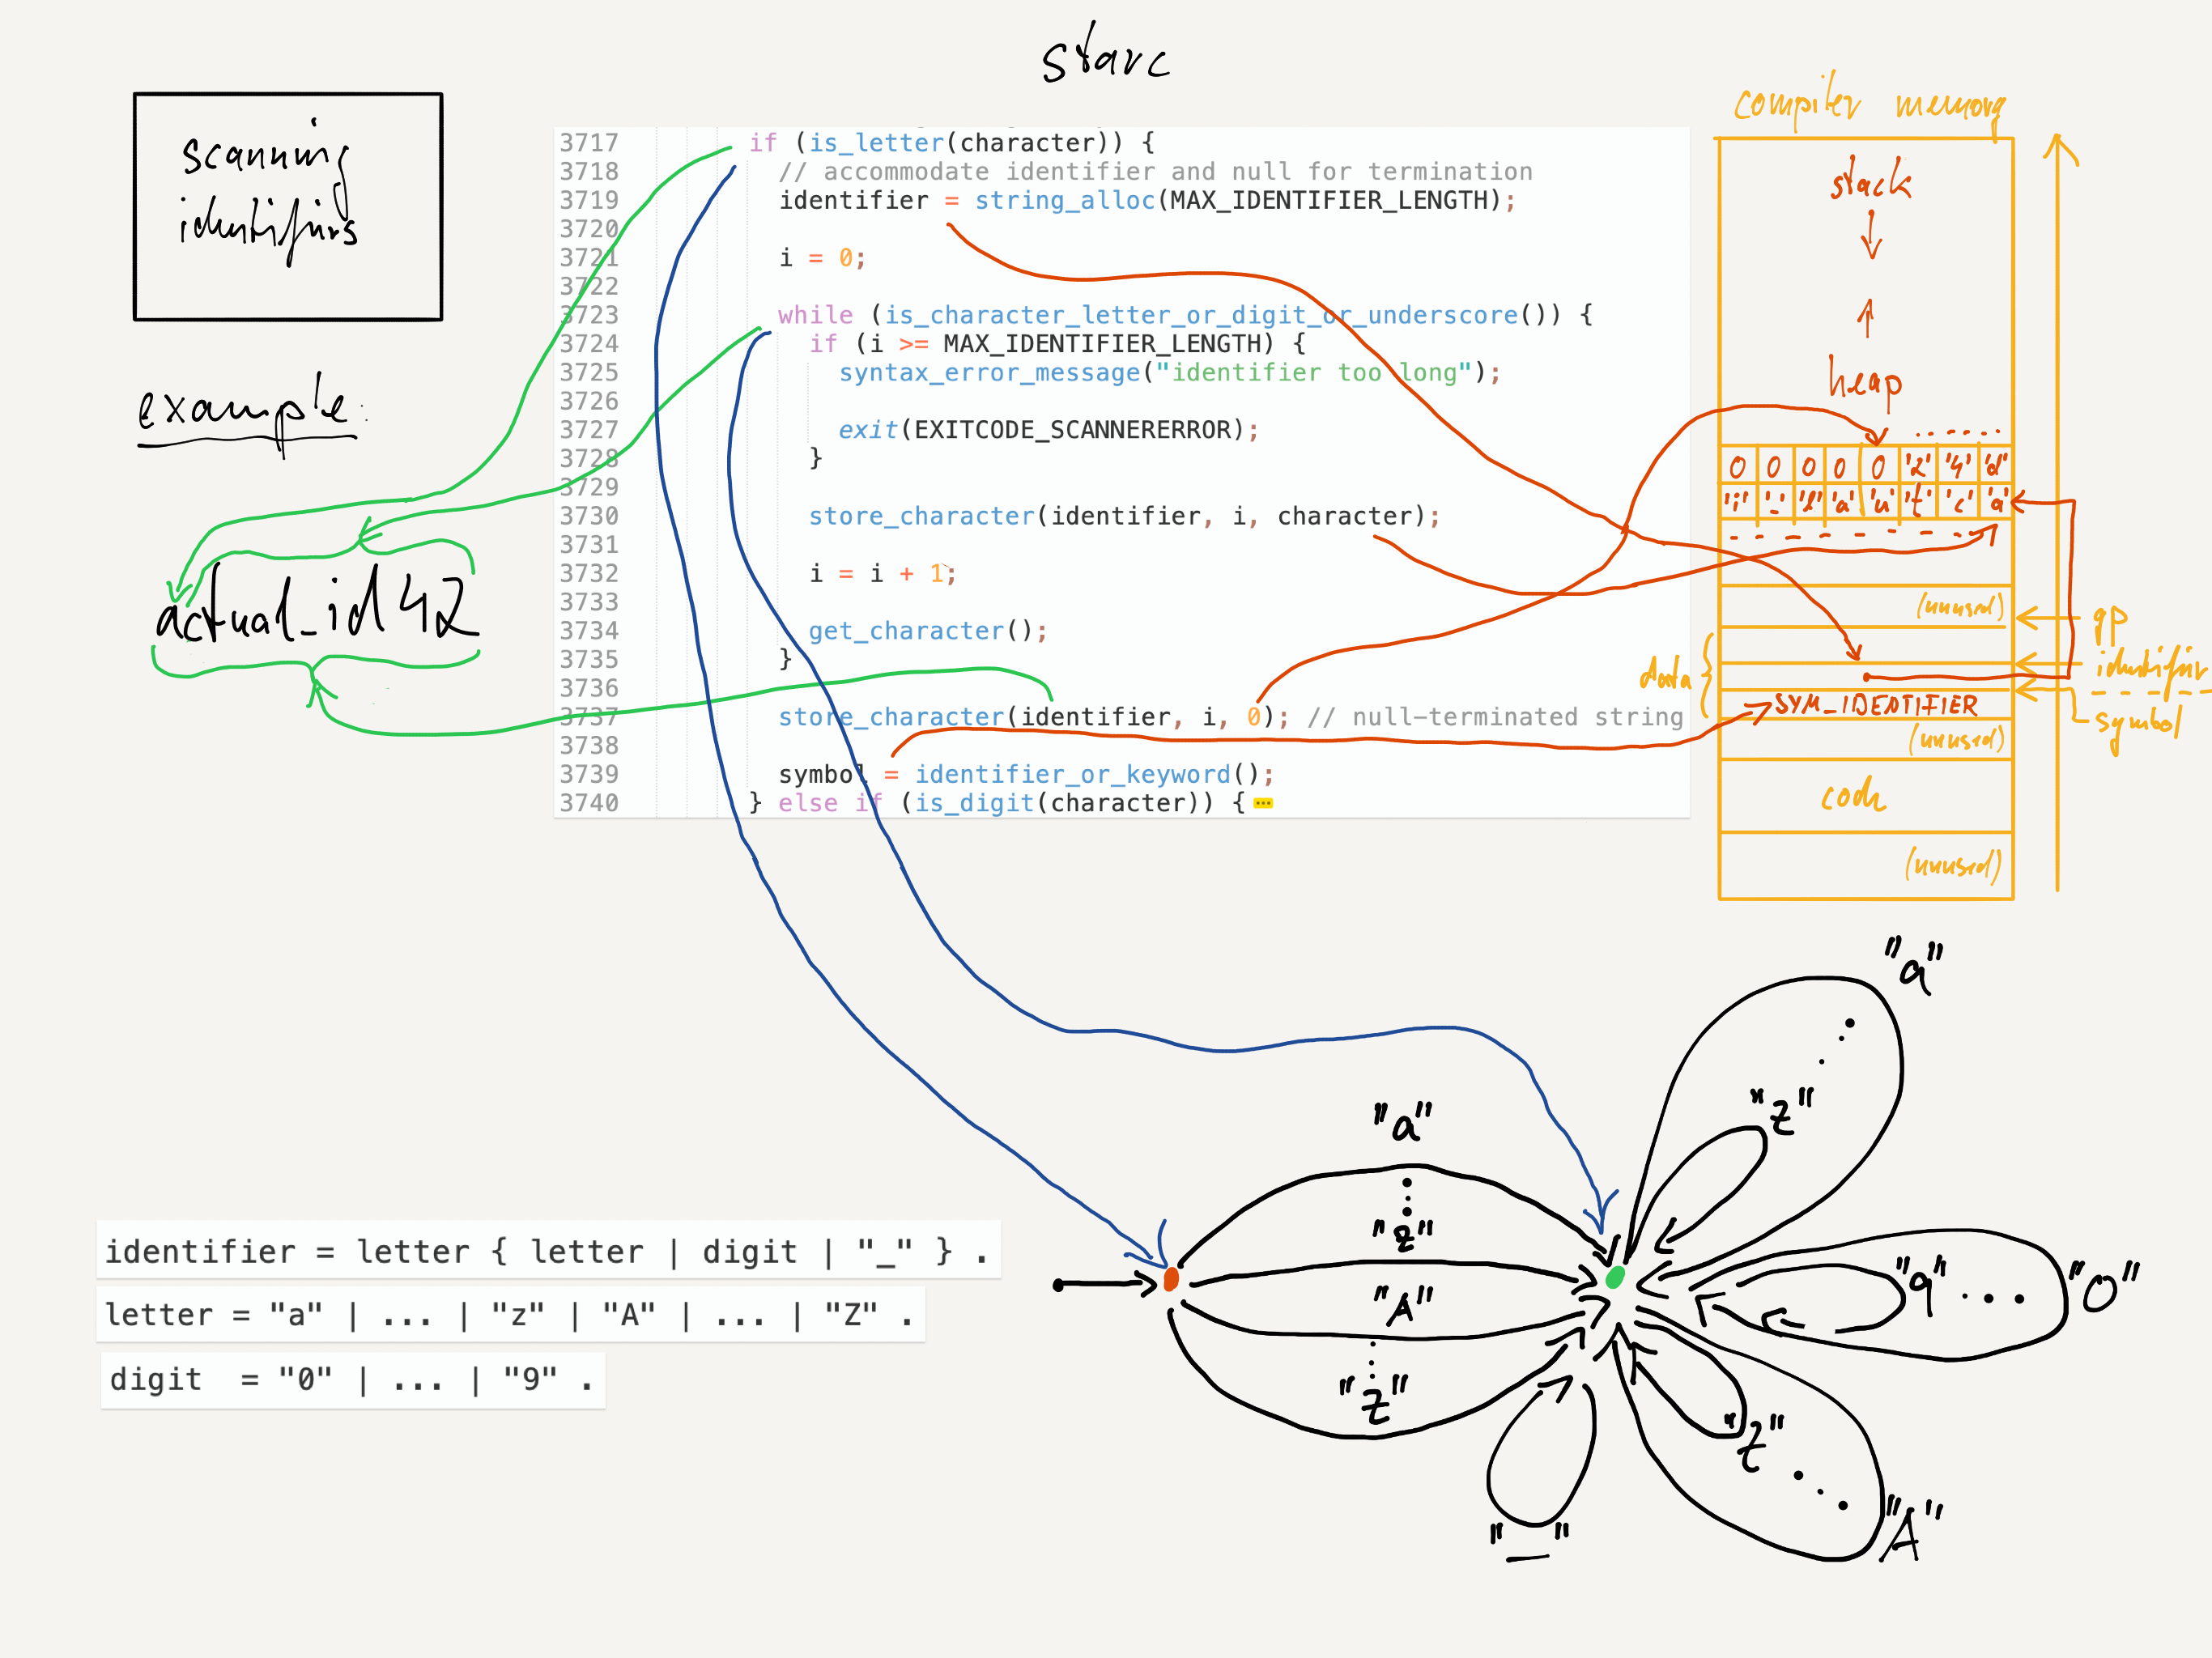 starc
scanning
identifiers
example:
actual_id42
3717 if (is_letter(character)) {
3718 // accommodate identifier and null for termination
3719 identifier = string_alloc(MAX_IDENTIFIER_LENGTH);
3720
3721 i = 0;
3722
3723 while (is_character_letter_or_digit_or_underscore()) {
3724 if (i >= MAX_IDENTIFIER_LENGTH) {
3725 syntax_error_message("identifier too long");
3726
3727 exit(EXITCODE_SCANNERERROR);
3728 }
3729
3730 store_character(identifier, i, character);
3731
3732 i = i + 1;
3733
3734 get_character();
3735 }
3736
3737 store_character(identifier, i, 0); // null-terminated string
3738
3739 symbol = identifier_or_keyword();
3740 } else if (is_digit(character)) {
compiler memory
stack
heap
0 0 0 0 0 '2' '4' 'd'
'i' '_' 'l' 'a' 'u' 't' 'c' 'a'
(unused)
gp
identifier
data
SYM_IDENTIFIER
symbol
(unused)
code
(unused)
identifier = letter { letter | digit | "_" } .
letter = "a" | ... | "z" | "A" | ... | "Z" .
digit = "0" | ... | "9" .
"a"
"z"
"A"
"Z"
"a"
"z"
"9" ... "0"
"Z"
"A"
"_"